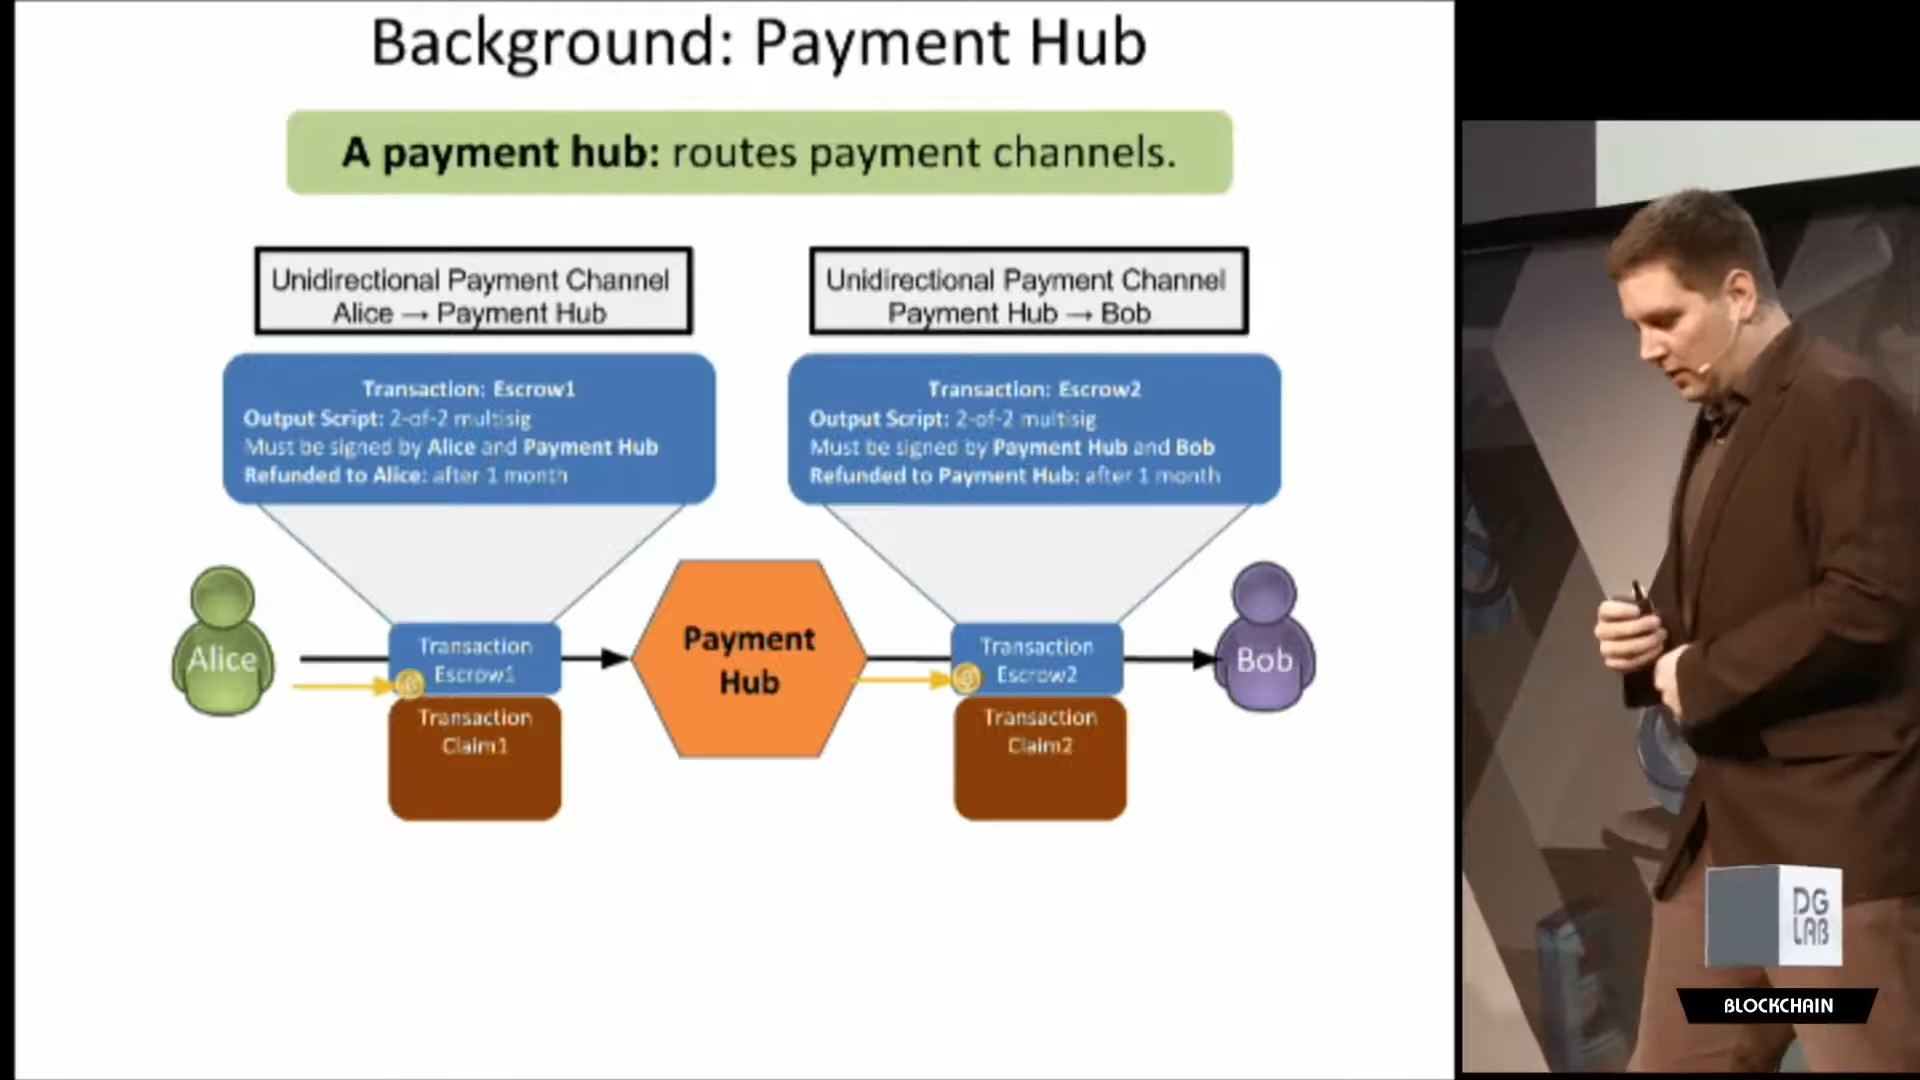 Background: Payment Hub
A payment hub: routes payment channels.
Unidirectional Payment Channel
Alice → Payment Hub
Unidirectional Payment Channel
Payment Hub → Bob
Transaction: Escrow1
Output Script: 2-of-2 multisig
Must be signed by Alice and Payment Hub
Refunded to Alice: after 1 month
Transaction: Escrow2
Output Script: 2-of-2 multisig
Must be signed by Payment Hub and Bob
Refunded to Payment Hub: after 1 month
Alice
Transaction
Escrow1
Transaction
Claim1
Payment
Hub
Transaction
Escrow2
Transaction
Claim2
Bob
DG
LAB
BLOCKCHAIN